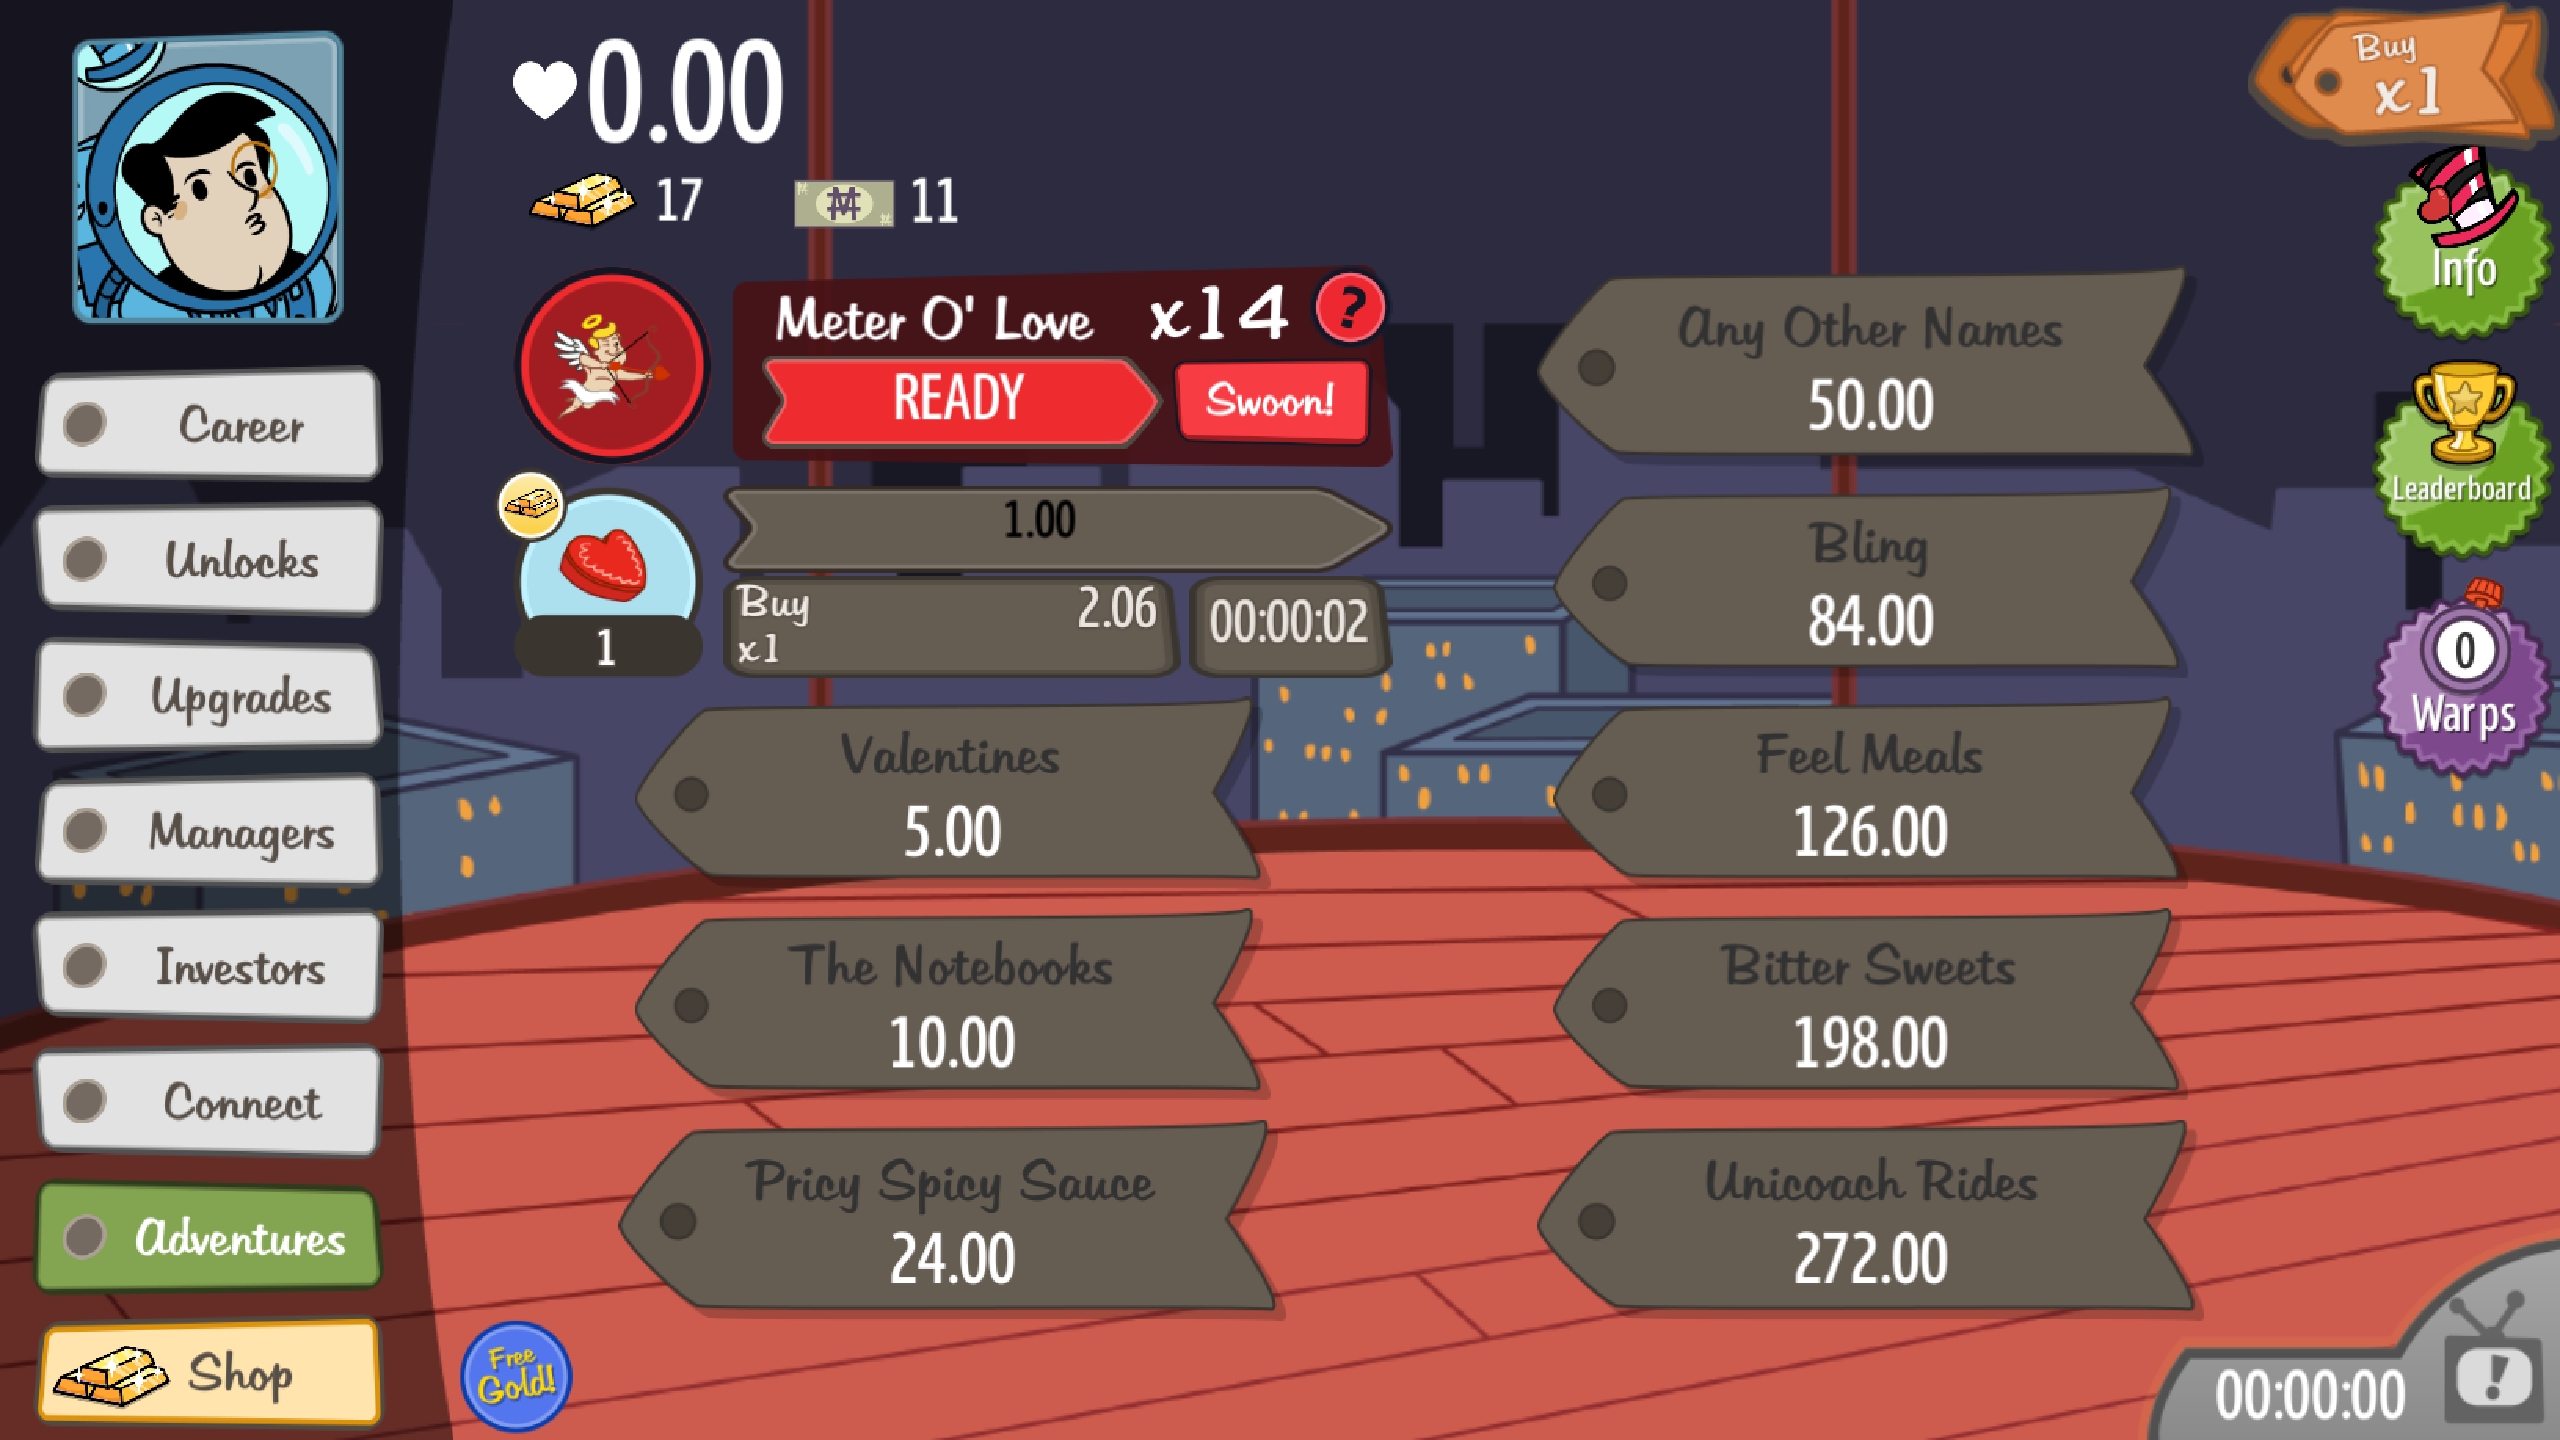 0.00
17
11
Buy
x1
Info
Leaderboard
0
Warps
Career
Unlocks
Upgrades
Managers
Investors
Connect
Adventures
Shop
Meter O' Love x14 ?
READY
Swoon!
1.00
1
Buy
x1
2.06
00:00:02
Valentines
5.00
The Notebooks
10.00
Pricy Spicy Sauce
24.00
Any Other Names
50.00
Bling
84.00
Feel Meals
126.00
Bitter Sweets
198.00
Unicoach Rides
272.00
Free
Gold!
00:00:00
!